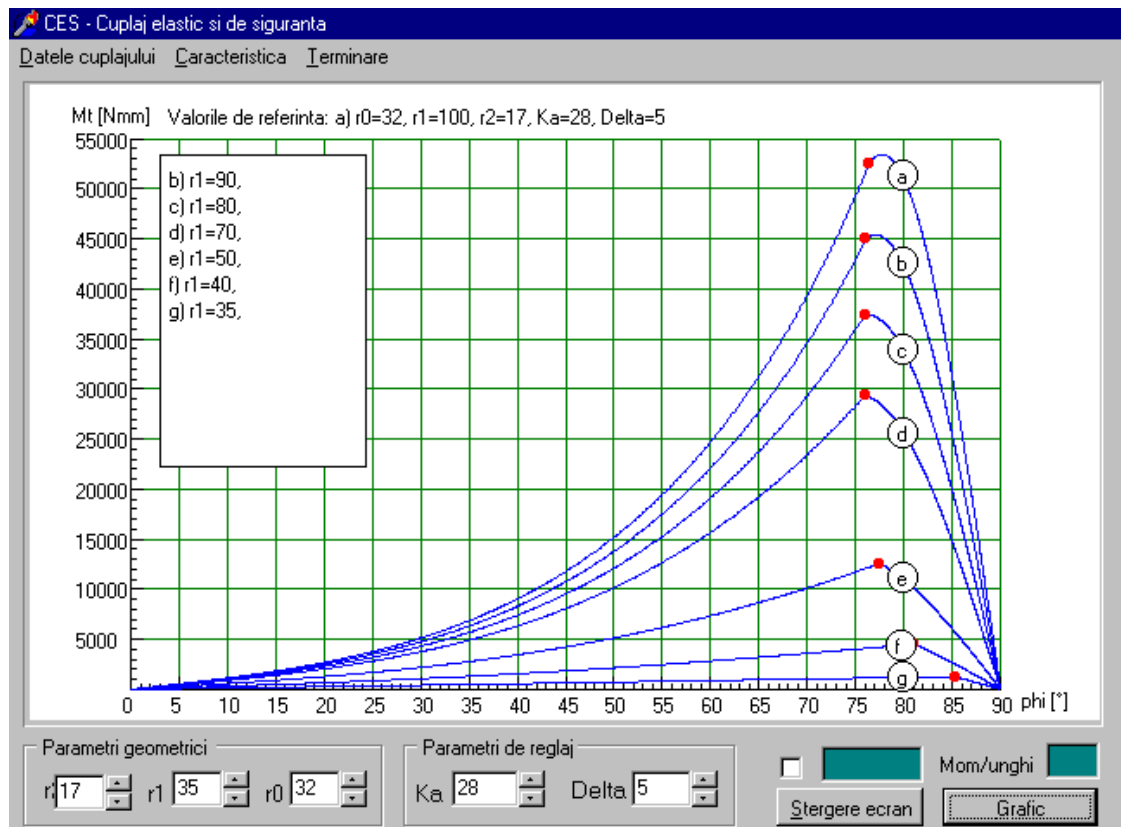 CES - Cuplaj elastic si de siguranta
Datele cuplajului Caracteristica Terminare
Mt [Nmm] Valorile de referinta: a) r0=32, r1=100, r2=17, Ka=28, Delta=5
55000
50000
45000
40000
35000
30000
25000
20000
15000
10000
5000
b) r1=90,
c) r1=80,
d) r1=70,
e) r1=50,
f) r1=40,
g) r1=35,
a
b
c
d
e
f
g
0 5 10 15 20 25 30 35 40 45 50 55 60 65 70 75 80 85 90 phi [°]
Parametri geometrici
17 r1 35 r0 32
Parametri de reglaj
Ka 28 Delta 5
Mom/unghi
Stergere ecran Grafic